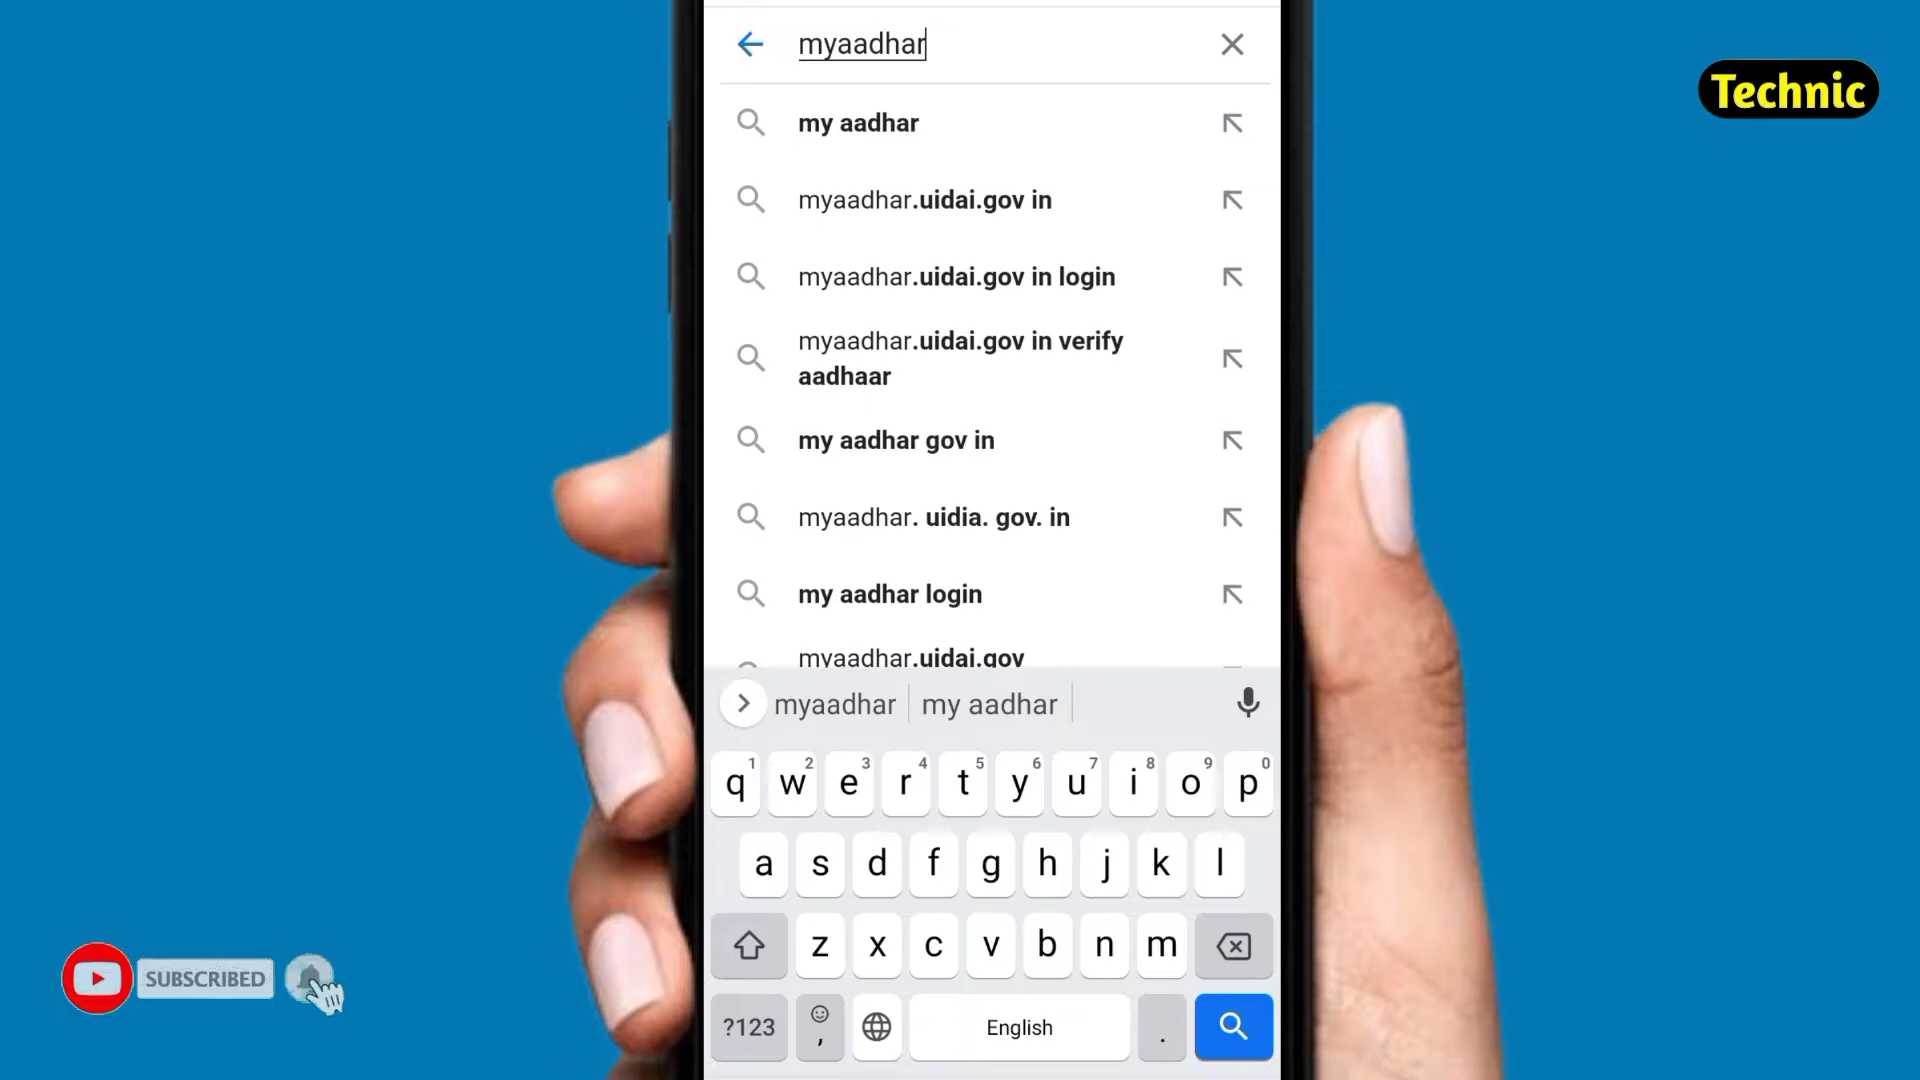 myaadhar
Technic
my aadhar
myaadhar.uidai.gov in
myaadhar.uidai.gov in login
myaadhar.uidai.gov in verify
aadhaar
my aadhar gov in
myaadhar. uidia. gov. in
my aadhar login
myaadhar.uidai.gov
myaadhar my aadhar
1 2 3 4 5 6 7 8 9 0
q w e r t y u i o p
a s d f g h j k l
z x c v b n m
SUBSCRIBED
?123 , English .